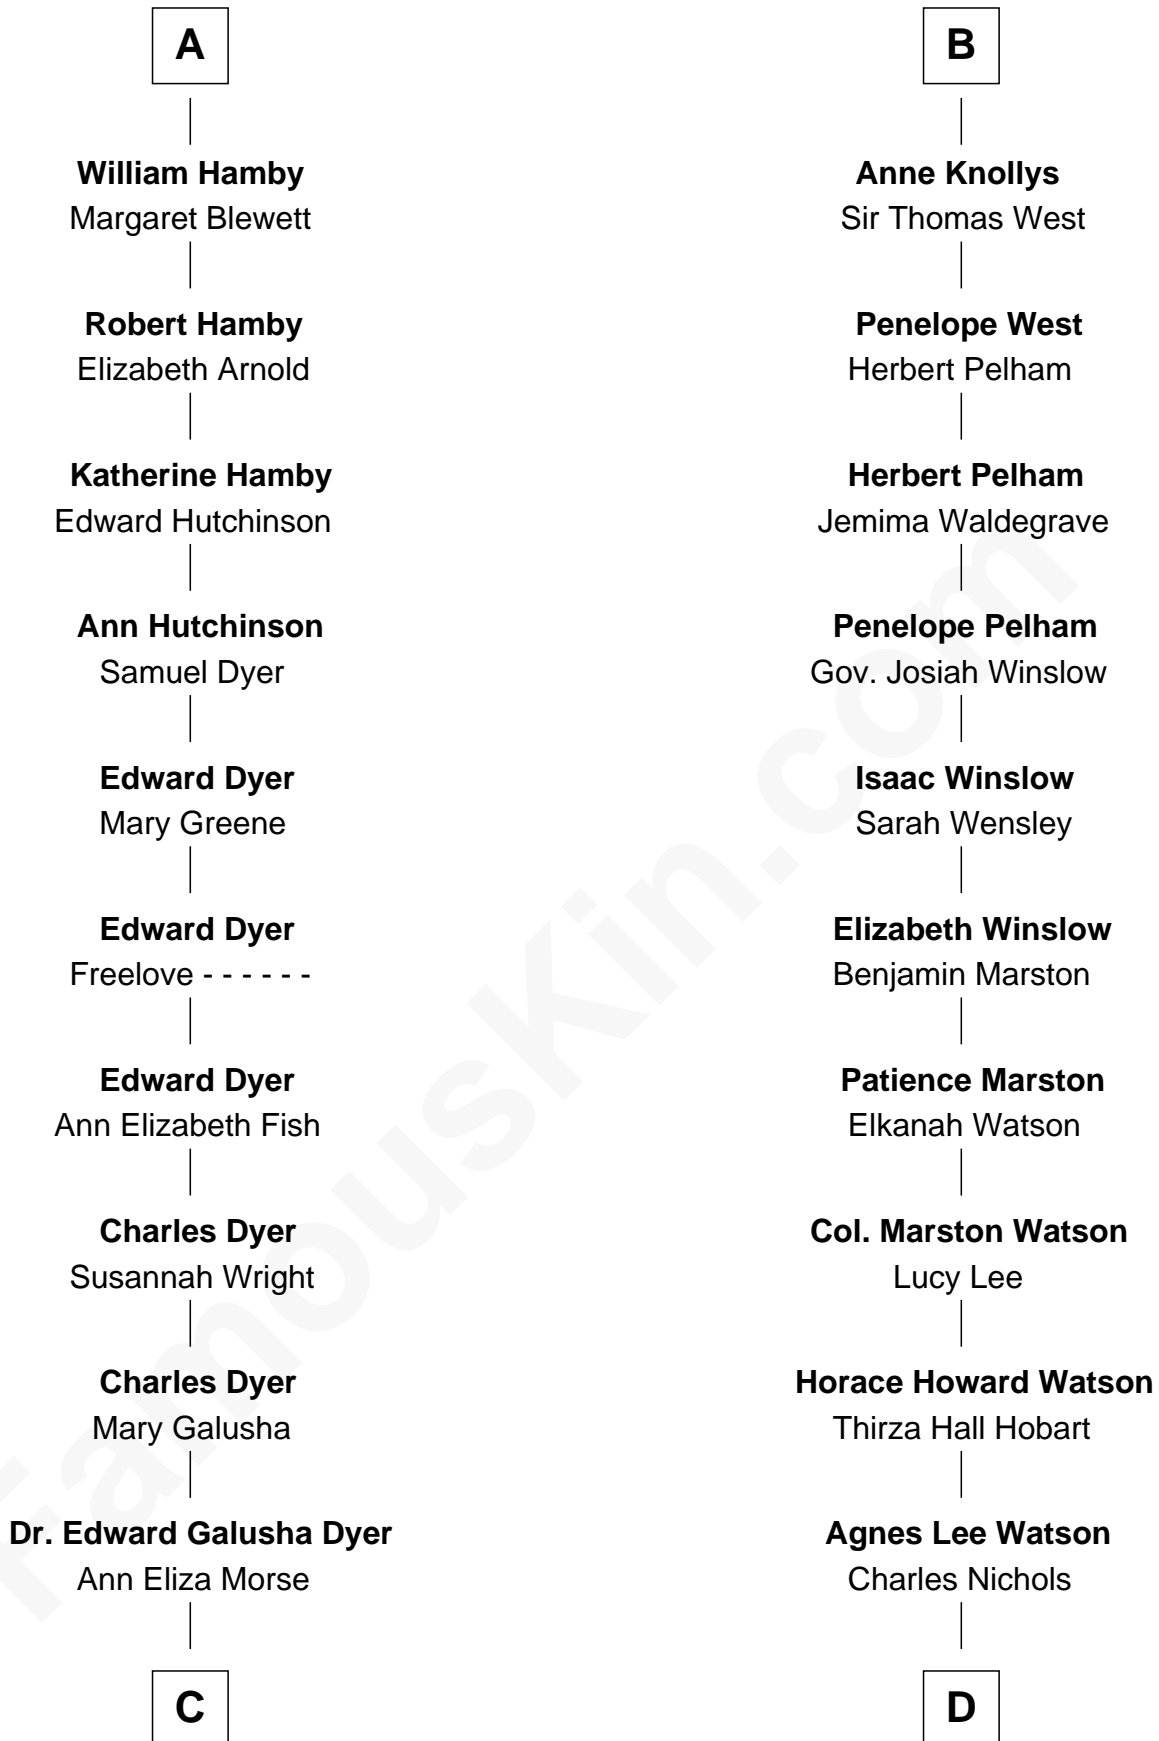 A
William Hamby
Margaret Blewett
Robert Hamby
Elizabeth Arnold
Katherine Hamby
Edward Hutchinson
Ann Hutchinson
Samuel Dyer
Edward Dyer
Mary Greene
Edward Dyer
Freelove - - - - - -
Edward Dyer
Ann Elizabeth Fish
Charles Dyer
Susannah Wright
Charles Dyer
Mary Galusha
Dr. Edward Galusha Dyer
Ann Eliza Morse
C
B
Anne Knollys
Sir Thomas West
Penelope West
Herbert Pelham
Herbert Pelham
Jemima Waldegrave
Penelope Pelham
Gov. Josiah Winslow
Isaac Winslow
Sarah Wensley
Elizabeth Winslow
Benjamin Marston
Patience Marston
Elkanah Watson
Col. Marston Watson
Lucy Lee
Horace Howard Watson
Thirza Hall Hobart
Agnes Lee Watson
Charles Nichols
D
FamousKin.com